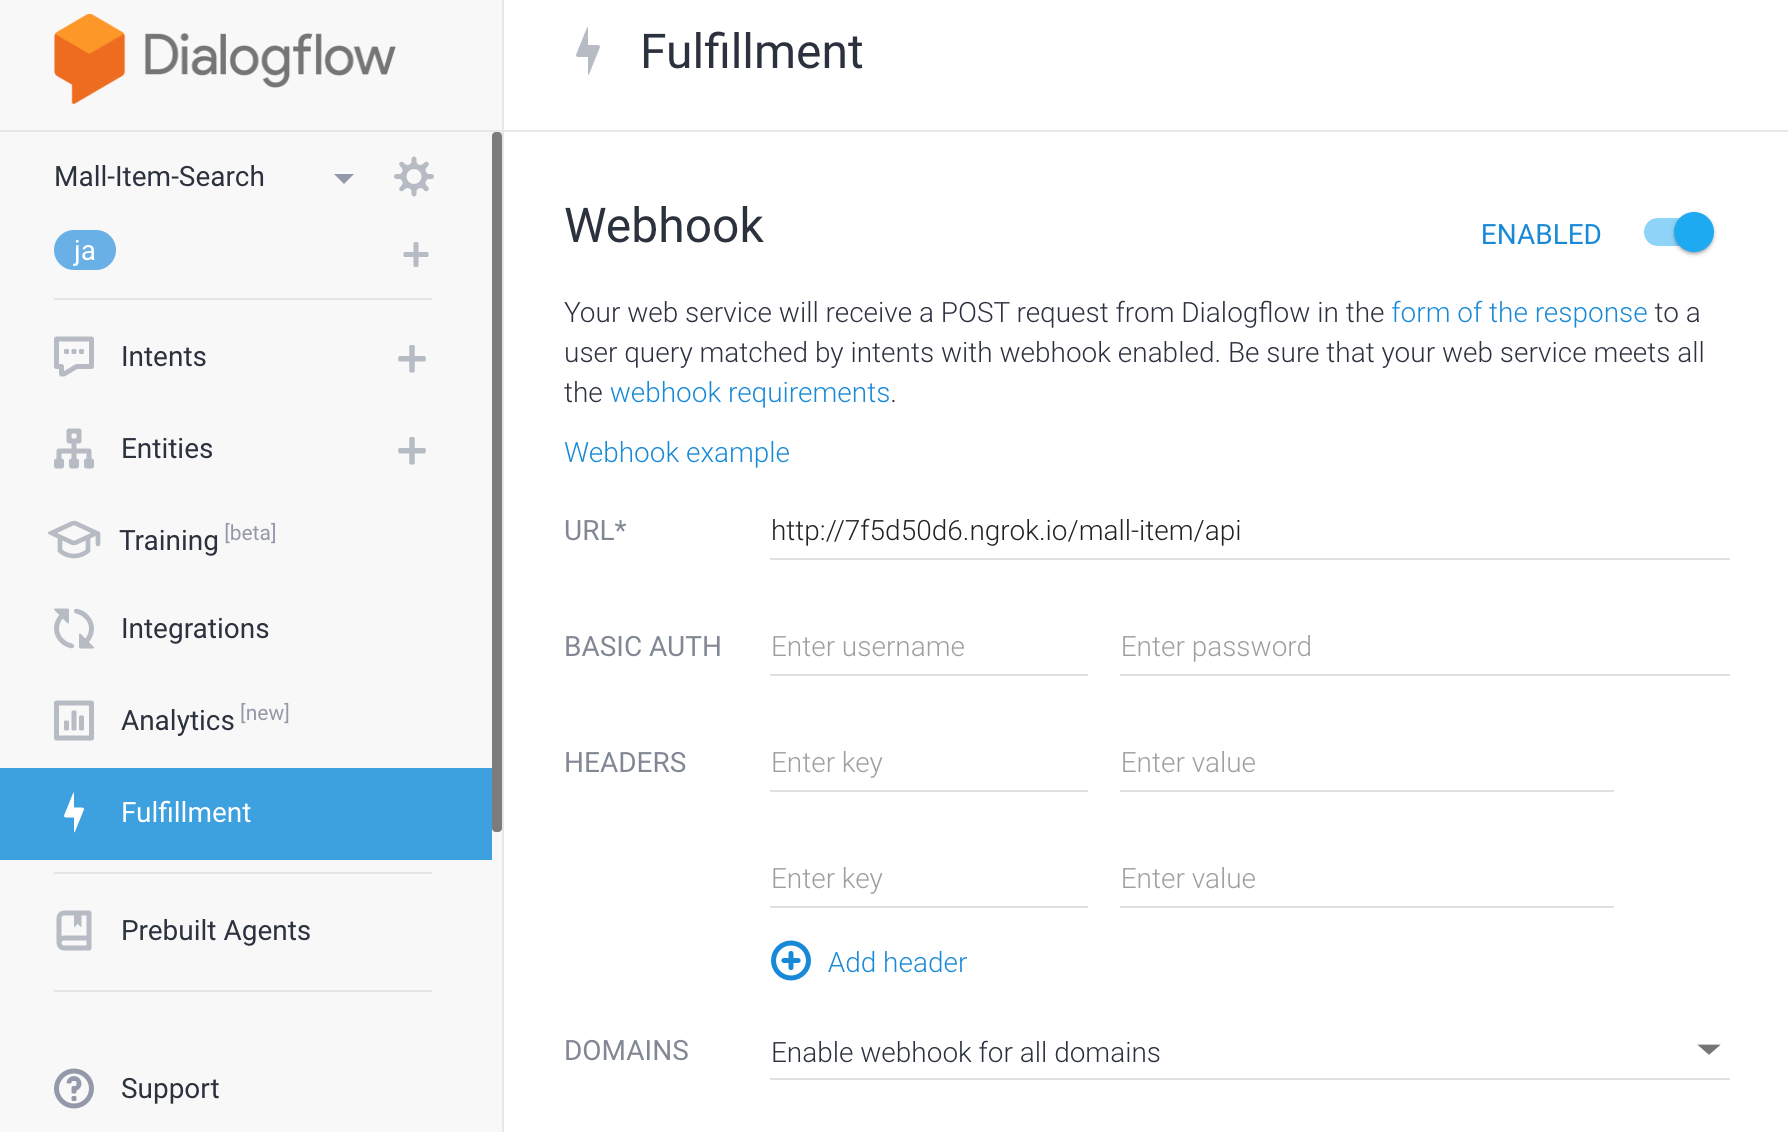 Dialogflow
Mall-Item-Search
ja
Intents
Entities
Training [beta]
Integrations
Analytics [new]
Fulfillment
Prebuilt Agents
Support
Fulfillment
Webhook
ENABLED
Your web service will receive a POST request from Dialogflow in the form of the response to a
user query matched by intents with webhook enabled. Be sure that your web service meets all
the webhook requirements.
Webhook example
URL* http://7f5d50d6.ngrok.io/mall-item/api
BASIC AUTH Enter username Enter password
HEADERS Enter key Enter value
Enter key Enter value
Add header
DOMAINS Enable webhook for all domains